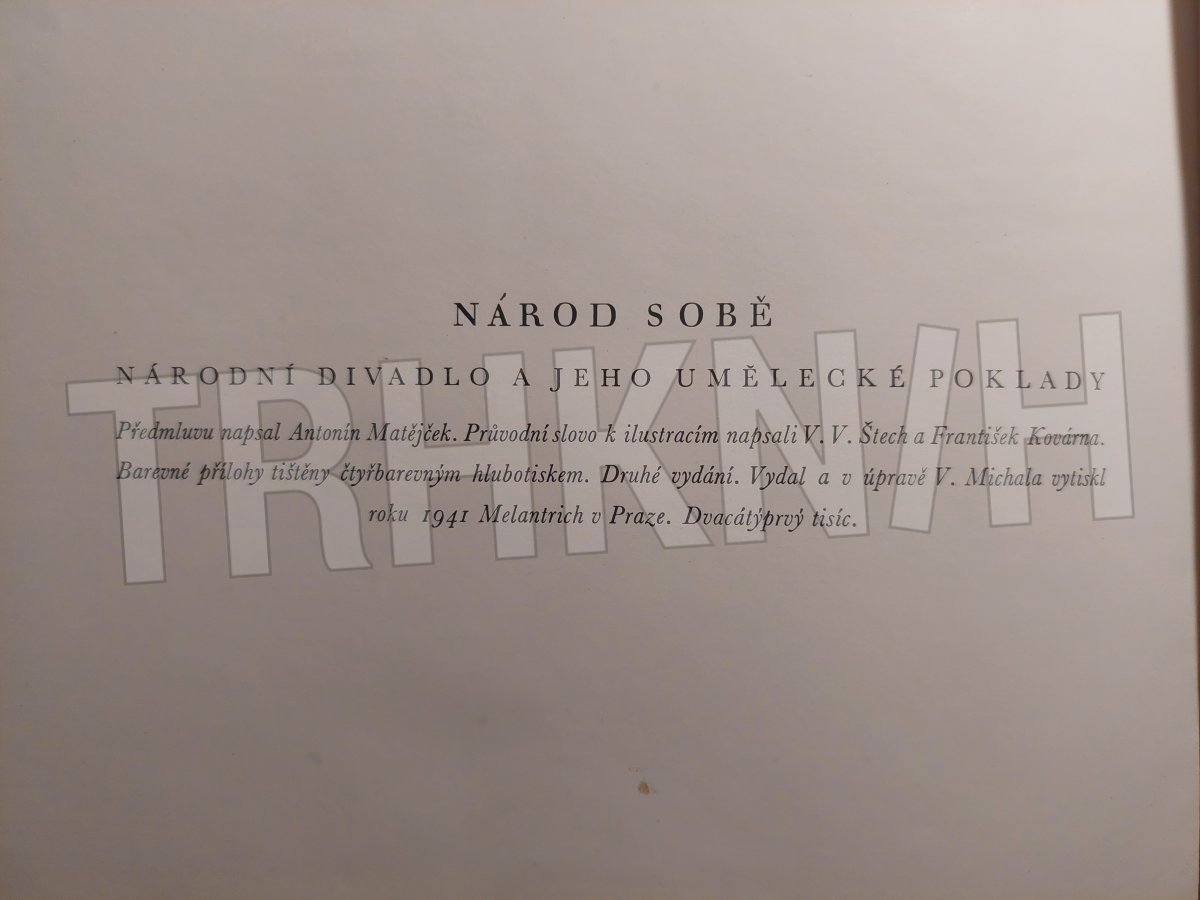 NÁROD SOBĚ
NÁRODNÍ DIVADLO A JEHO UMĚLECKÉ POKLADY
Předmluvu napsal Antonín Matějček. Průvodní slovo k ilustracím napsali V. V. Štech a František Kovárna.
Barevné přílohy tištěny čtyřbarevným hlubotiskem. Druhé vydání. Vydal a v úpravě V. Michala vytiskl
roku 1941 Melantrich v Praze. Dvacátýprvý tisíc.
TRHKN/H